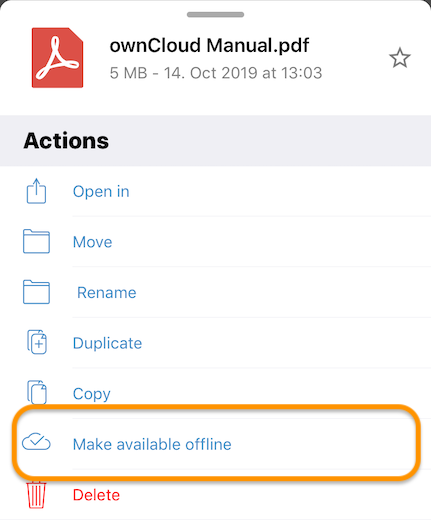 ownCloud Manual.pdf
5 MB - 14. Oct 2019 at 13:03
Actions
Open in
Move
Rename
Duplicate
Copy
Make available offline
Delete